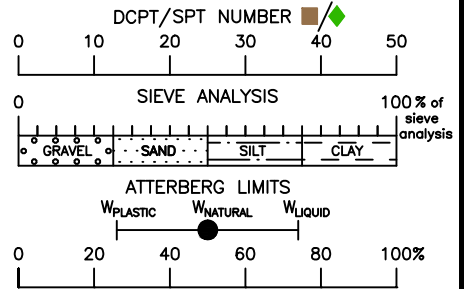 DCPT/SPT NUMBER /
0 10 20 30 40 50
SIEVE ANALYSIS
0 100% of sieve analysis
GRAVEL SAND SILT CLAY
ATTERBERG LIMITS
WPLASTIC WNATURAL WLIQUID
0 20 40 60 80 100%